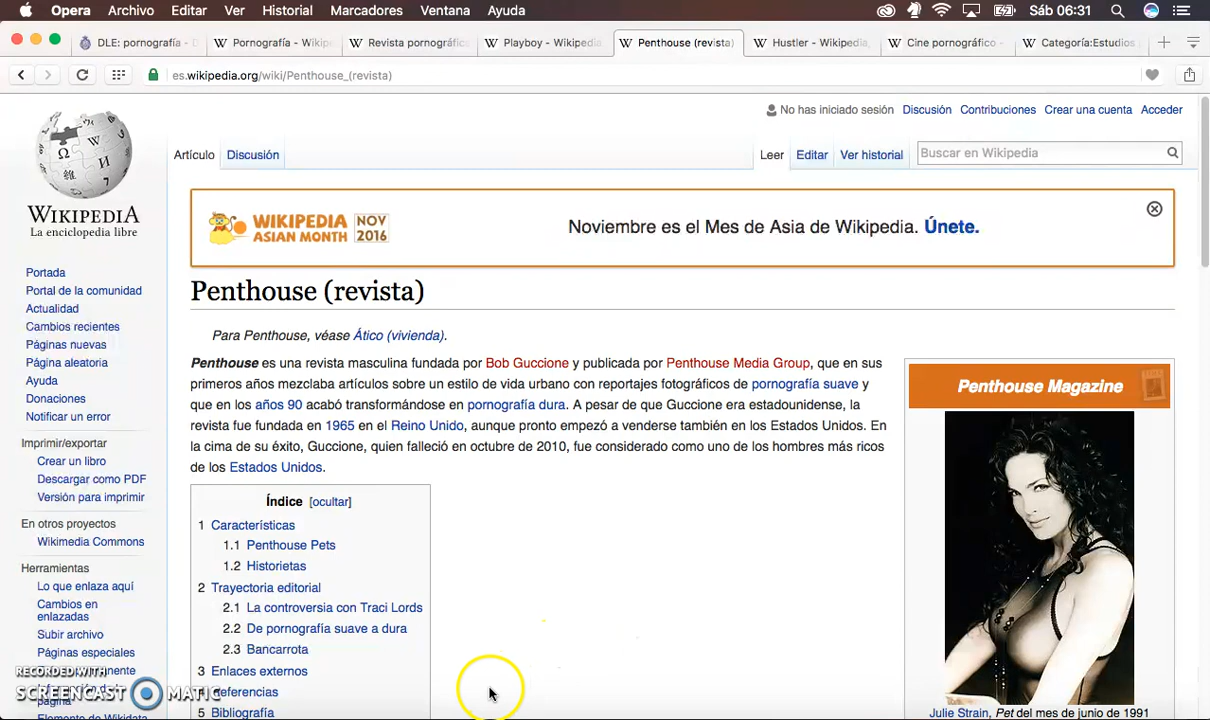 Opera Archivo Editar Ver Historial Marcadores Ventana Ayuda Sáb 06:31
DLE: pornografía - D Pornografía - Wikipe Revista pornográfic Playboy - Wikipedia Penthouse (revista) Hustler - Wikipedia, Cine pornográfico - Categoría:Estudios
es.wikipedia.org/wiki/Penthouse_(revista)
No ha iniciado sesión Discusión Contribuciones Crear una cuenta Acceder
Artículo Discusión Leer Editar Ver historial Buscar en Wikipedia
WIKIPEDIA
La enciclopedia libre
WIKIPEDIA
ASIAN MONTH
NOV
2016
Noviembre es el Mes de Asia de Wikipedia. Únete.
Portada
Portal de la comunidad
Actualidad
Cambios recientes
Páginas nuevas
Página aleatoria
Ayuda
Donaciones
Notificar un error
Imprimir/exportar
Crear un libro
Descargar como PDF
Versión para imprimir
En otros proyectos
Wikimedia Commons
Herramientas
Lo que enlaza aquí
Cambios en
enlazadas
Subir archivo
Páginas especiales
RECORDED WITH
SCREENCAST MATIC
página
Elemento de Wikidata
Penthouse (revista)
Para Penthouse, véase Ático (vivienda).
Penthouse es una revista masculina fundada por Bob Guccione y publicada por Penthouse Media Group, que en sus
primeros años mezclaba artículos sobre un estilo de vida urbano con reportajes fotográficos de pornografía suave y
que en los años 90 acabó transformándose en pornografía dura. A pesar de que Guccione era estadounidense, la
revista fue fundada en 1965 en el Reino Unido, aunque pronto empezó a venderse también en los Estados Unidos. En
la cima de su éxito, Guccione, quien falleció en octubre de 2010, fue considerado como uno de los hombres más ricos
de los Estados Unidos.
Índice [ocultar]
1 Características
1.1 Penthouse Pets
1.2 Historietas
2 Trayectoria editorial
2.1 La controversia con Traci Lords
2.2 De pornografía suave a dura
2.3 Bancarrota
3 Enlaces externos
4 Referencias
5 Bibliografía
Penthouse Magazine
Julie Strain, Pet del mes de junio de 1991